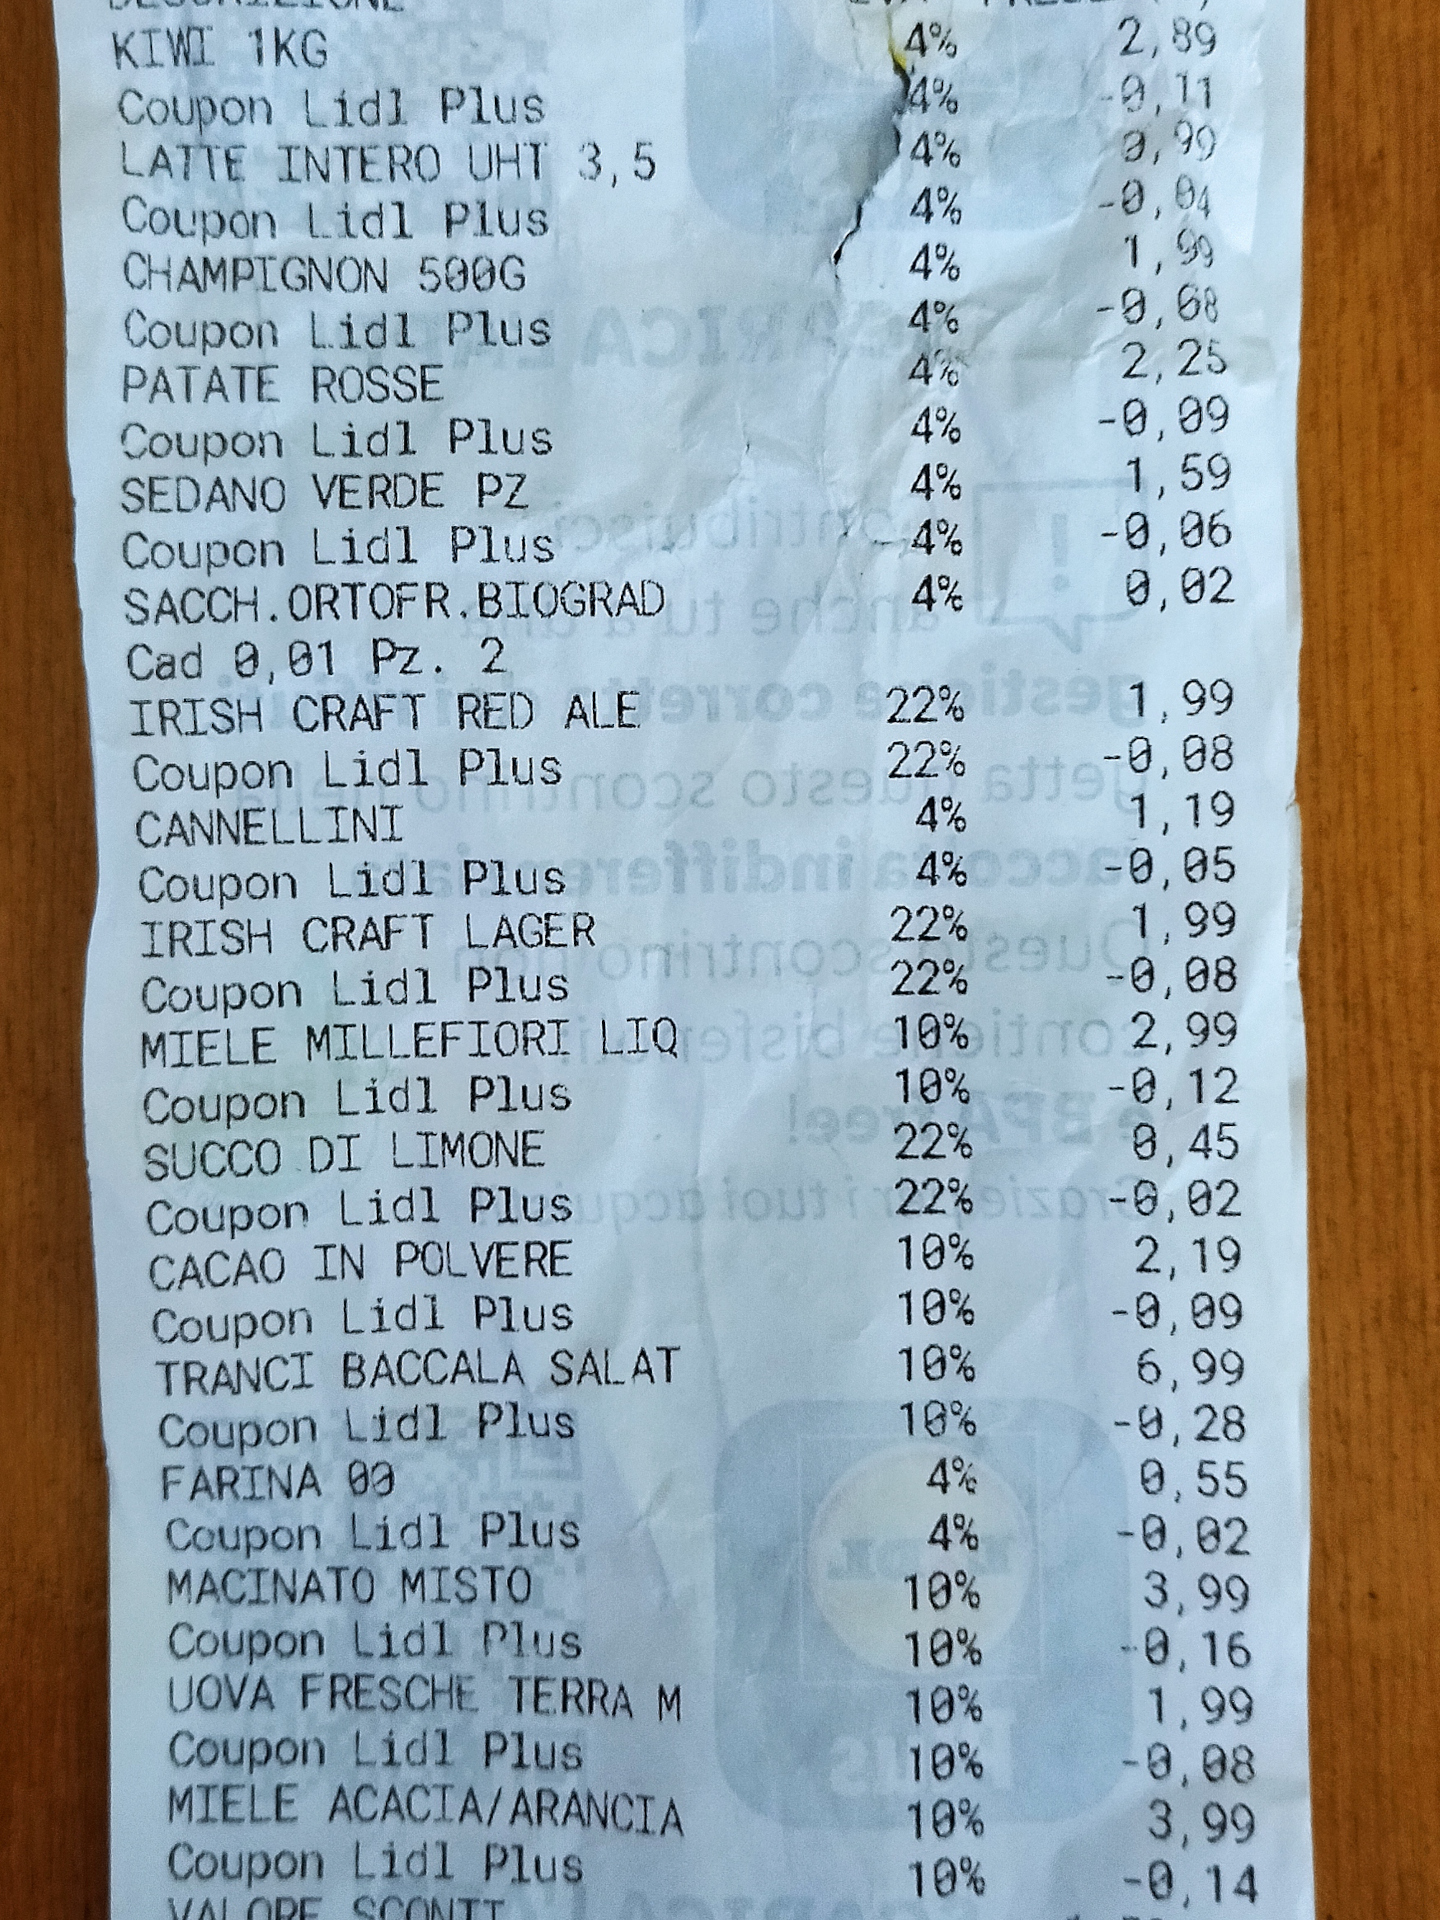 DESCRIZIONE IVA
KIWI 1KG 4% 2,89
Coupon Lidl Plus 4% -0,11
LATTE INTERO UHT 3,5 4% 0,99
Coupon Lidl Plus 4% -0,04
CHAMPIGNON 500G 4% 1,99
Coupon Lidl Plus 4% -0,08
PATATE ROSSE 4% 2,25
Coupon Lidl Plus 4% -0,09
SEDANO VERDE PZ 4% 1,59
Coupon Lidl Plus 4% -0,06
SACCH.ORTOFR.BIOGRAD 4% 0,02
Cad 0,01 Pz. 2
IRISH CRAFT RED ALE 22% 1,99
Coupon Lidl Plus 22% -0,08
CANNELLINI 4% 1,19
Coupon Lidl Plus 4% -0,05
IRISH CRAFT LAGER 22% 1,99
Coupon Lidl Plus 22% -0,08
MIELE MILLEFIORI LIQ 10% 2,99
Coupon Lidl Plus 10% -0,12
SUCCO DI LIMONE 22% 0,45
Coupon Lidl Plus 22% -0,02
CACAO IN POLVERE 10% 2,19
Coupon Lidl Plus 10% -0,09
TRANCI BACCALA SALAT 10% 6,99
Coupon Lidl Plus 10% -0,28
FARINA 00 4% 0,55
Coupon Lidl Plus 4% -0,02
MACINATO MISTO 10% 3,99
Coupon Lidl Plus 10% -0,16
UOVA FRESCHE TERRA M 10% 1,99
Coupon Lidl Plus 10% -0,08
MIELE ACACIA/ARANCIA 10% 3,99
Coupon Lidl Plus 10% -0,14
VALORE SCONTI